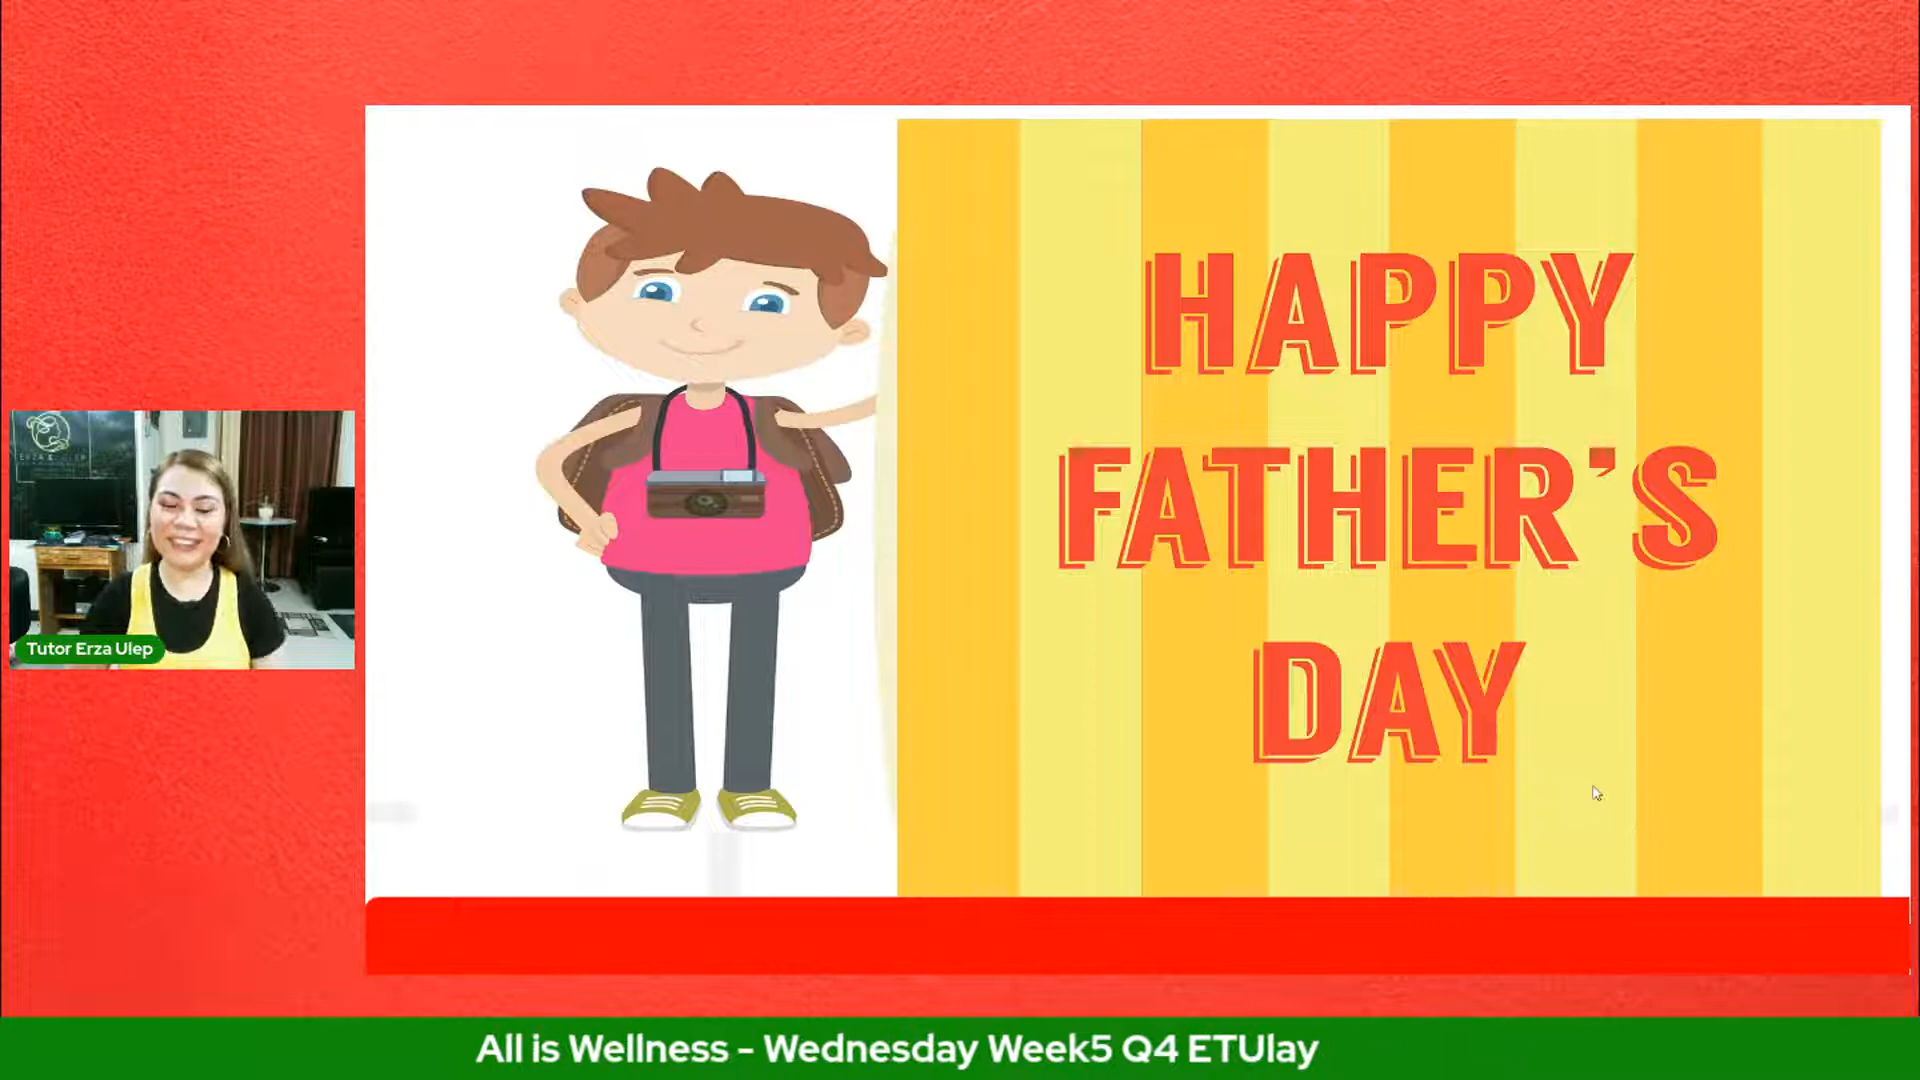 HAPPY
FATHER'S
DAY
Tutor Erza Ulep
All is Wellness - Wednesday Week5 Q4 ETUlay